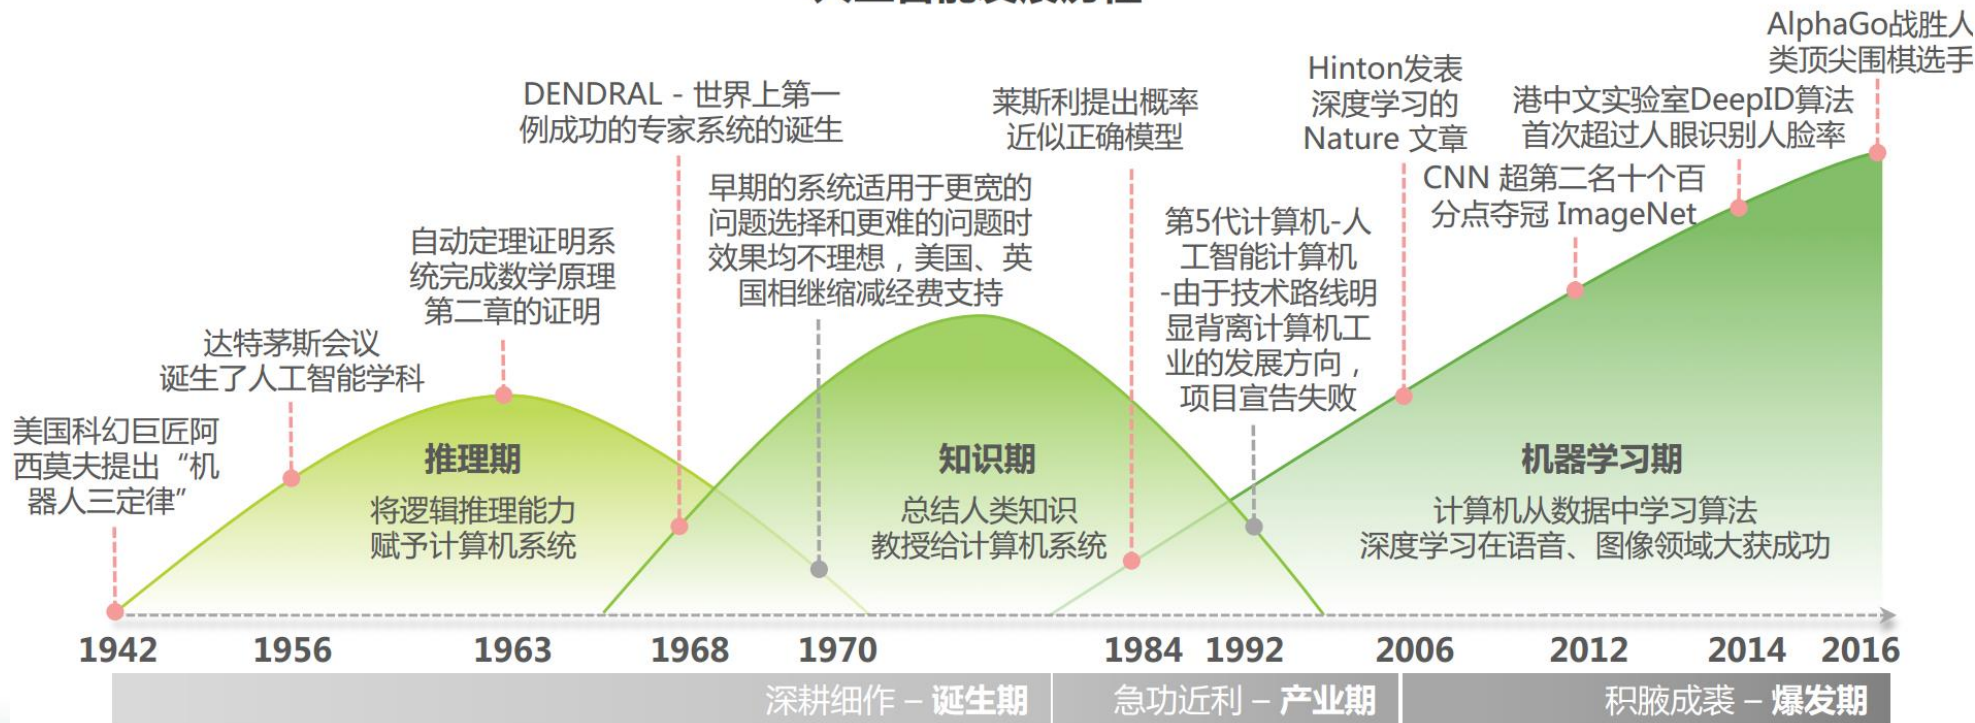 人工智能发展历程
美国科幻巨匠阿
西莫夫提出“机
器人三定律”
达特茅斯会议
诞生了人工智能学科
自动定理证明系
统完成数学原理
第二章的证明
DENDRAL - 世界上第一
例成功的专家系统的诞生
早期的系统适用于更宽的
问题选择和更难的问题时
效果均不理想，美国、英
国相继缩减经费支持
莱斯利提出概率
近似正确模型
第5代计算机-人
工智能计算机
-由于技术路线明
显背离计算机工
业的发展方向，
项目宣告失败
Hinton发表
深度学习的
Nature 文章
CNN 超第二名十个百
分点夺冠 ImageNet
港中文实验室DeepID算法
首次超过人眼识别人脸率
AlphaGo战胜人
类顶尖围棋选手
推理期
将逻辑推理能力
赋予计算机系统
知识期
总结人类知识
教授给计算机系统
机器学习期
计算机从数据中学习算法
深度学习在语音、图像领域大获成功
1942 1956 1963 1968 1970 1984 1992 2006 2012 2014 2016
深耕细作 – 诞生期 急功近利 – 产业期 积腋成裘 – 爆发期